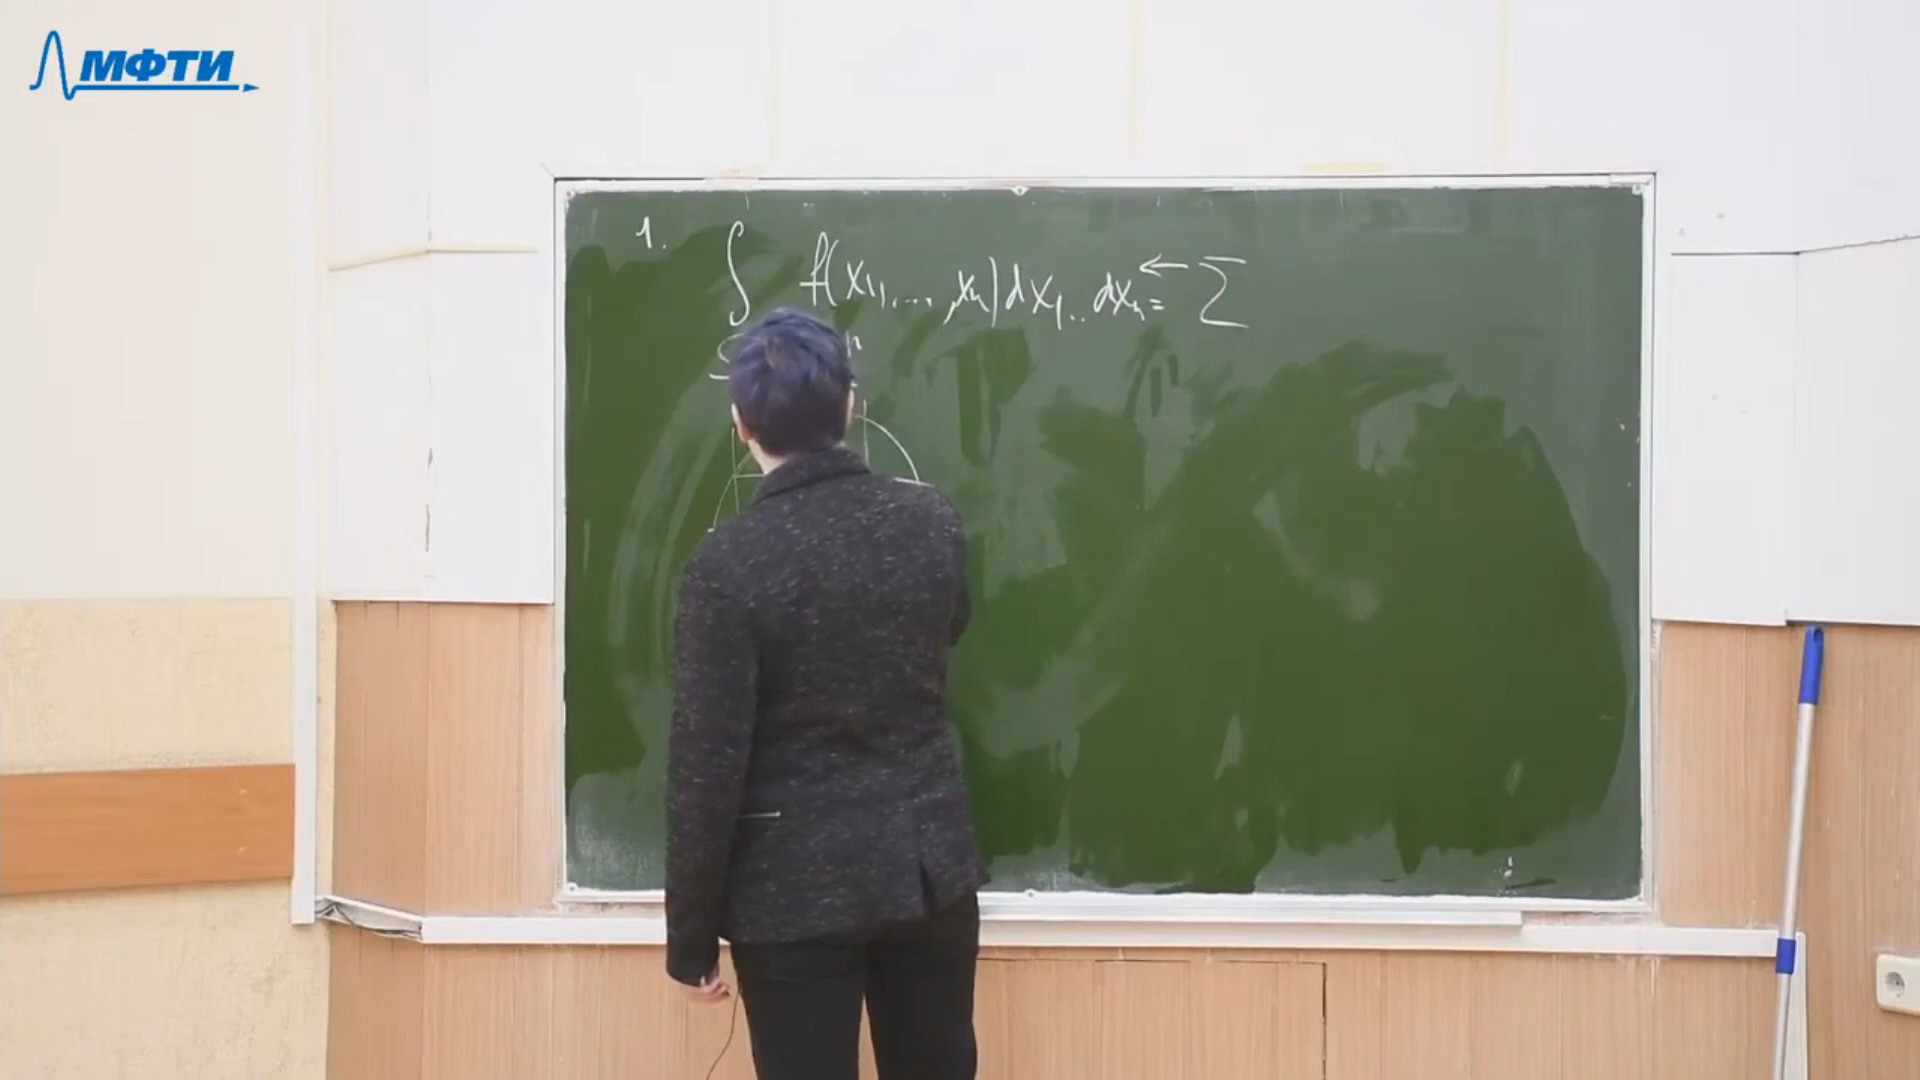 МФТИ
1. ∫ f(x₁, ..., xₙ) dx₁ .. dxₙ = ← Σ